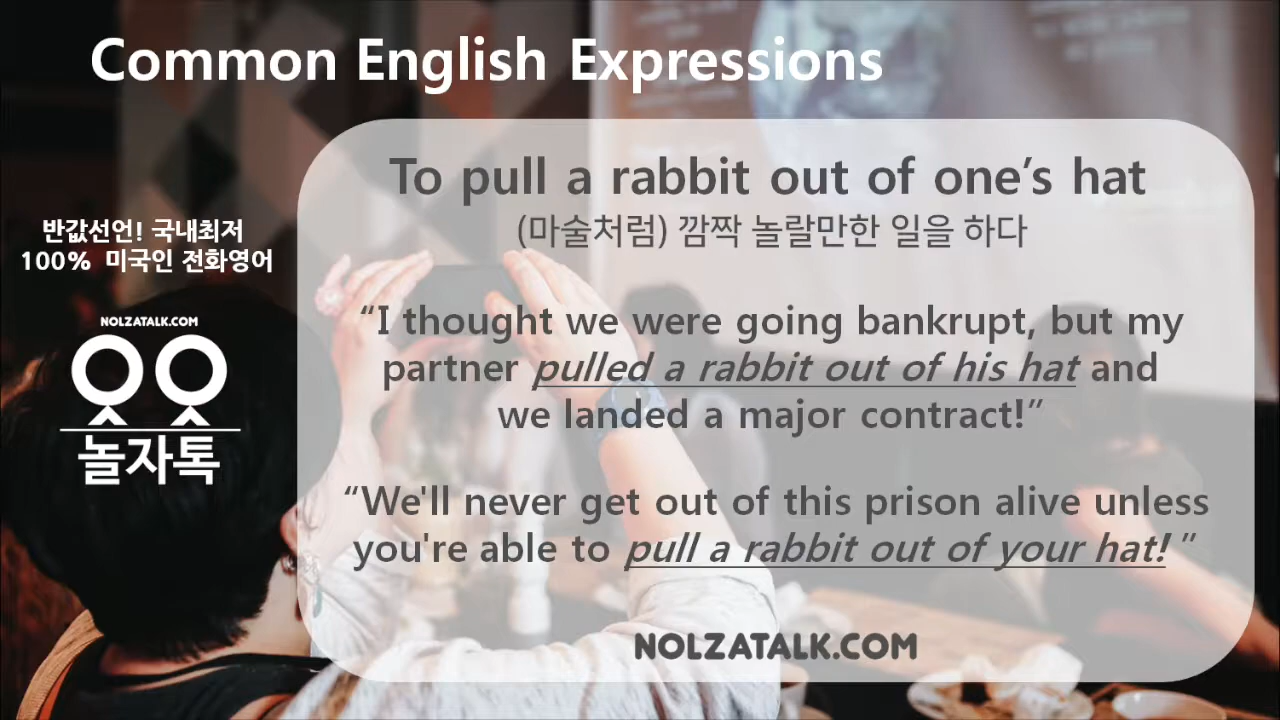 Common English Expressions
반값선언! 국내최저
100% 미국인 전화영어
NOLZATALK.COM
놀자톡
To pull a rabbit out of one’s hat
(마술처럼) 깜짝 놀랄만한 일을 하다
“I thought we were going bankrupt, but my
partner pulled a rabbit out of his hat and
we landed a major contract!”
“We'll never get out of this prison alive unless
you're able to pull a rabbit out of your hat! ”
NOLZATALK.COM